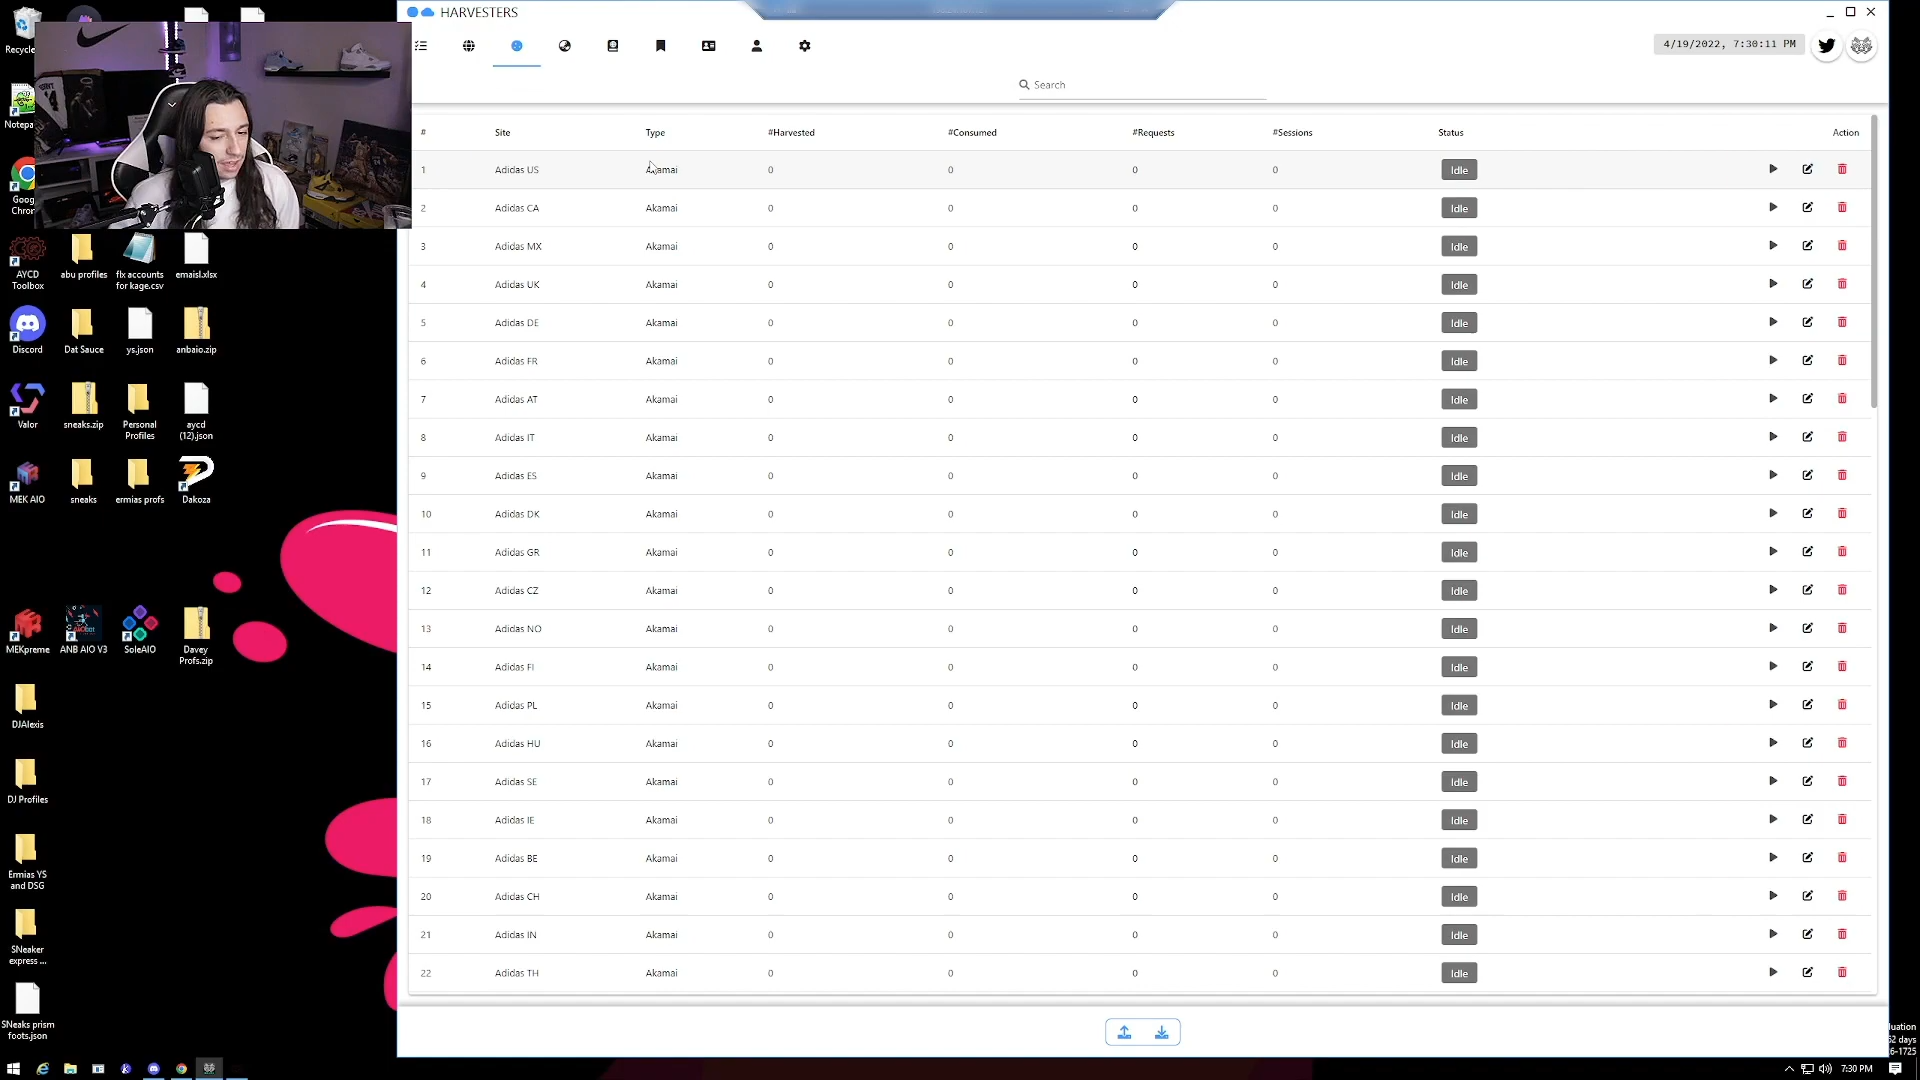 HARVESTERS
4/19/2022, 7:30:11 PM
Search
# Site Type #Harvested #Consumed #Requests #Sessions Status Action
1 Adidas US Akamai 0 0 0 0 Idle
2 Adidas CA Akamai 0 0 0 0 Idle
3 Adidas MX Akamai 0 0 0 0 Idle
4 Adidas UK Akamai 0 0 0 0 Idle
5 Adidas DE Akamai 0 0 0 0 Idle
6 Adidas FR Akamai 0 0 0 0 Idle
7 Adidas AT Akamai 0 0 0 0 Idle
8 Adidas IT Akamai 0 0 0 0 Idle
9 Adidas ES Akamai 0 0 0 0 Idle
10 Adidas DK Akamai 0 0 0 0 Idle
11 Adidas GR Akamai 0 0 0 0 Idle
12 Adidas CZ Akamai 0 0 0 0 Idle
13 Adidas NO Akamai 0 0 0 0 Idle
14 Adidas FI Akamai 0 0 0 0 Idle
15 Adidas PL Akamai 0 0 0 0 Idle
16 Adidas HU Akamai 0 0 0 0 Idle
17 Adidas SE Akamai 0 0 0 0 Idle
18 Adidas IE Akamai 0 0 0 0 Idle
19 Adidas BE Akamai 0 0 0 0 Idle
20 Adidas CH Akamai 0 0 0 0 Idle
21 Adidas IN Akamai 0 0 0 0 Idle
22 Adidas TH Akamai 0 0 0 0 Idle
Recycle
Notepa
Goog
Chron
AYCD
Toolbox
abu profiles
flx accounts
for kage.csv
emaisl.xlsx
Discord
Dat Sauce
ys.json
anbaio.zip
Valor
sneaks.zip
Personal
Profiles
aycd
(12).json
MEK AIO
sneaks
ermias profs
Dakoza
MEKpreme
ANB AIO V3
SoleAIO
Davey
Profs.zip
DJAlexis
DJ Profiles
Ermias YS
and DSG
SNeaker
express ...
SNeaks prism
foots.json
luation
62 days
6-1725
7:30 PM